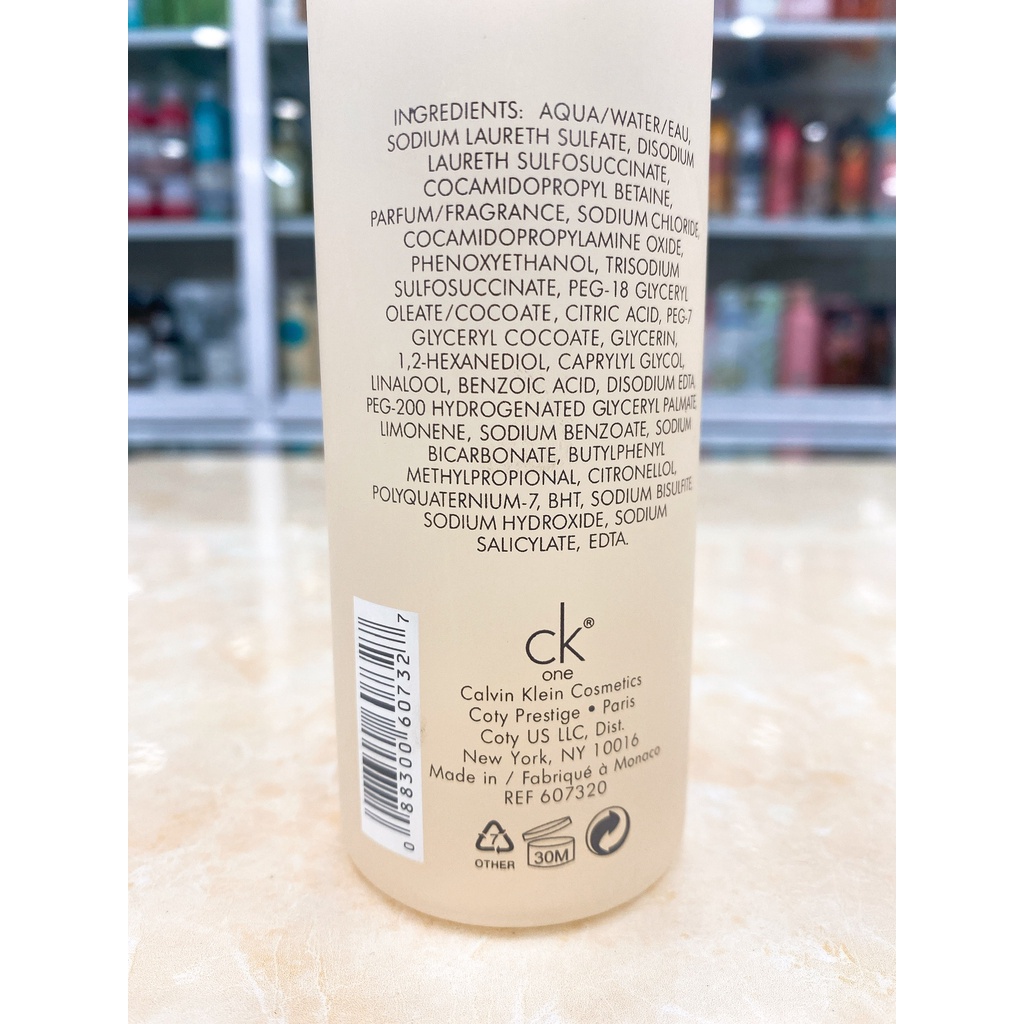 INGREDIENTS: AQUA/WATER/EAU,
SODIUM LAURETH SULFATE, DISODIUM
LAURETH SULFOSUCCINATE,
COCAMIDOPROPYL BETAINE,
PARFUM/FRAGRANCE, SODIUM CHLORIDE,
COCAMIDOPROPYLAMINE OXIDE,
PHENOXYETHANOL, TRISODIUM
SULFOSUCCINATE, PEG-18 GLYCERYL
OLEATE/COCOATE, CITRIC ACID, PEG-7
GLYCERYL COCOATE, GLYCERIN,
1,2-HEXANEDIOL, CAPRYLYL GLYCOL,
LINALOOL, BENZOIC ACID, DISODIUM EDTA,
PEG-200 HYDROGENATED GLYCERYL PALMATE,
LIMONENE, SODIUM BENZOATE, SODIUM
BICARBONATE, BUTYLPHENYL
METHYLPROPIONAL, CITRONELLOL,
POLYQUATERNIUM-7, BHT, SODIUM BISULFITE,
SODIUM HYDROXIDE, SODIUM
SALICYLATE, EDTA.
ck®
one
Calvin Klein Cosmetics
Coty Prestige • Paris
Coty US LLC, Dist.
New York, NY 10016
Made in / Fabriqué à Monaco
REF 607320
7
OTHER
30M
0 88300 60732 7